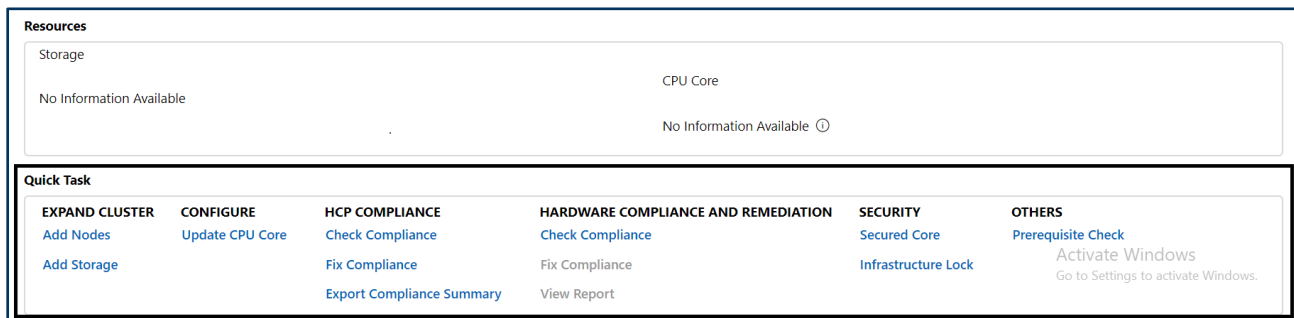 Resources
Storage
CPU Core
No Information Available
No Information Available
Quick Task
EXPAND CLUSTER CONFIGURE HCP COMPLIANCE HARDWARE COMPLIANCE AND REMEDIATION SECURITY OTHERS
Add Nodes Update CPU Core Check Compliance Check Compliance Secured Core Prerequisite Check
Activate Windows
Add Storage Fix Compliance Fix Compliance Infrastructure Lock
Go to Settings to activate Windows.
Export Compliance Summary View Report